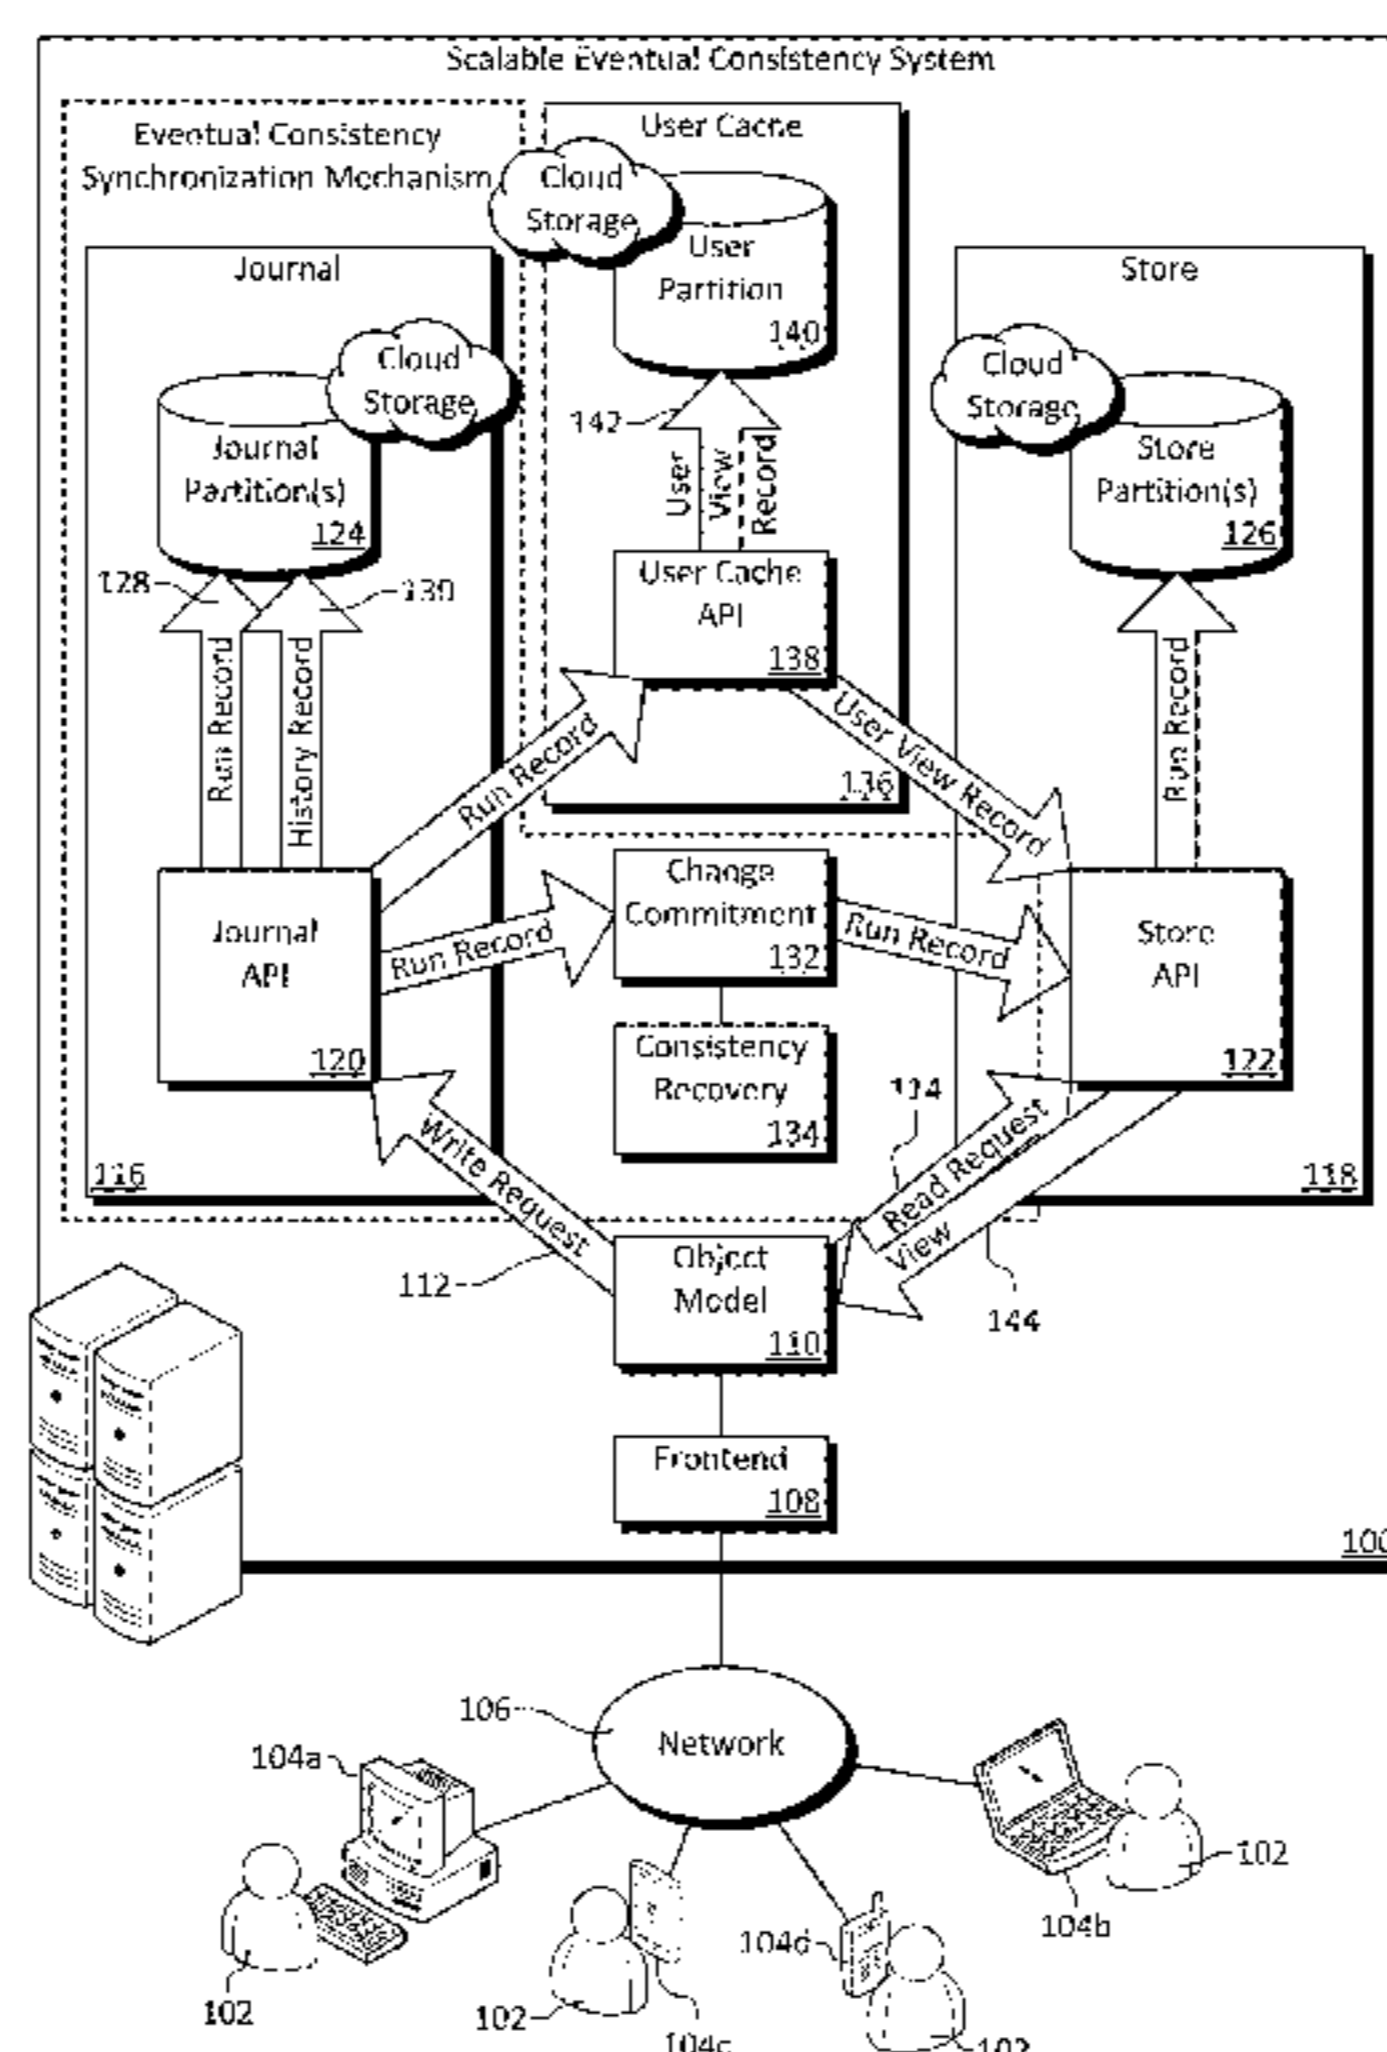 Scalable Eventual Consistency System
Eventual Consistency
Synchronization Mechanism
User Cache
Cloud
Storage
User
Partition
140
Journal
Store
Cloud
Storage
Cloud
Storage
142
Journal
Partition(s)
124
User
View
Record
Store
Partition(s)
126
128
130
User Cache
API
138
Run Record
History Record
Run Record
User View Record
Run Record
136
Journal
API
120
Run Record
Change
Commitment
132
Run Record
Store
API
122
Consistency
Recovery
134
114
116
Write Request
Read Request
View
118
112
Object
Model
110
144
Frontend
108
100
106
Network
104a
102
104b
104d
102
102
104c
102